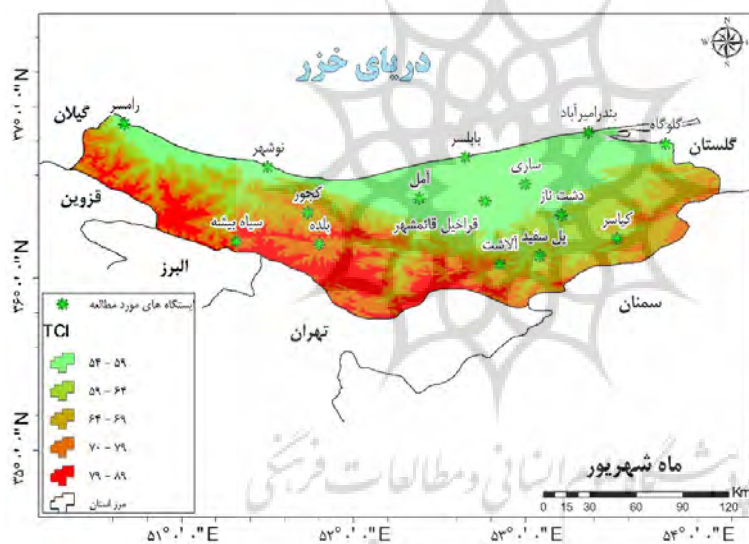 دریای خزر
گیلان
رامسر
بندرامیرآباد
گلوگاه
گلستان
بابلسر
نوشهر
ساری
آمل
دشت ناز
کجور
قراخیل قائمشهر
قزوین
کیاسر
پل سفید
آلاشت
بلده
سیاه بیشه
البرز
سمنان
تهران
ایستگاه های مورد مطالعه
TCI
۵۴ - ۵۹
۵۹ - ۶۴
۶۴ - ۶۹
۷۰ - ۷۹
۷۹ - ۸۹
مرز استان
ماه شهریور
Km
0 15 30 60 90 120
۳۷°۰'۰"N
۳۶°۰'۰"N
۳۵°۰'۰"N
۵۱°۰'۰"E ۵۲°۰'۰"E ۵۳°۰'۰"E ۵۴°۰'۰"E
N
W E
S
انسانی و مطالعات فرهنگی